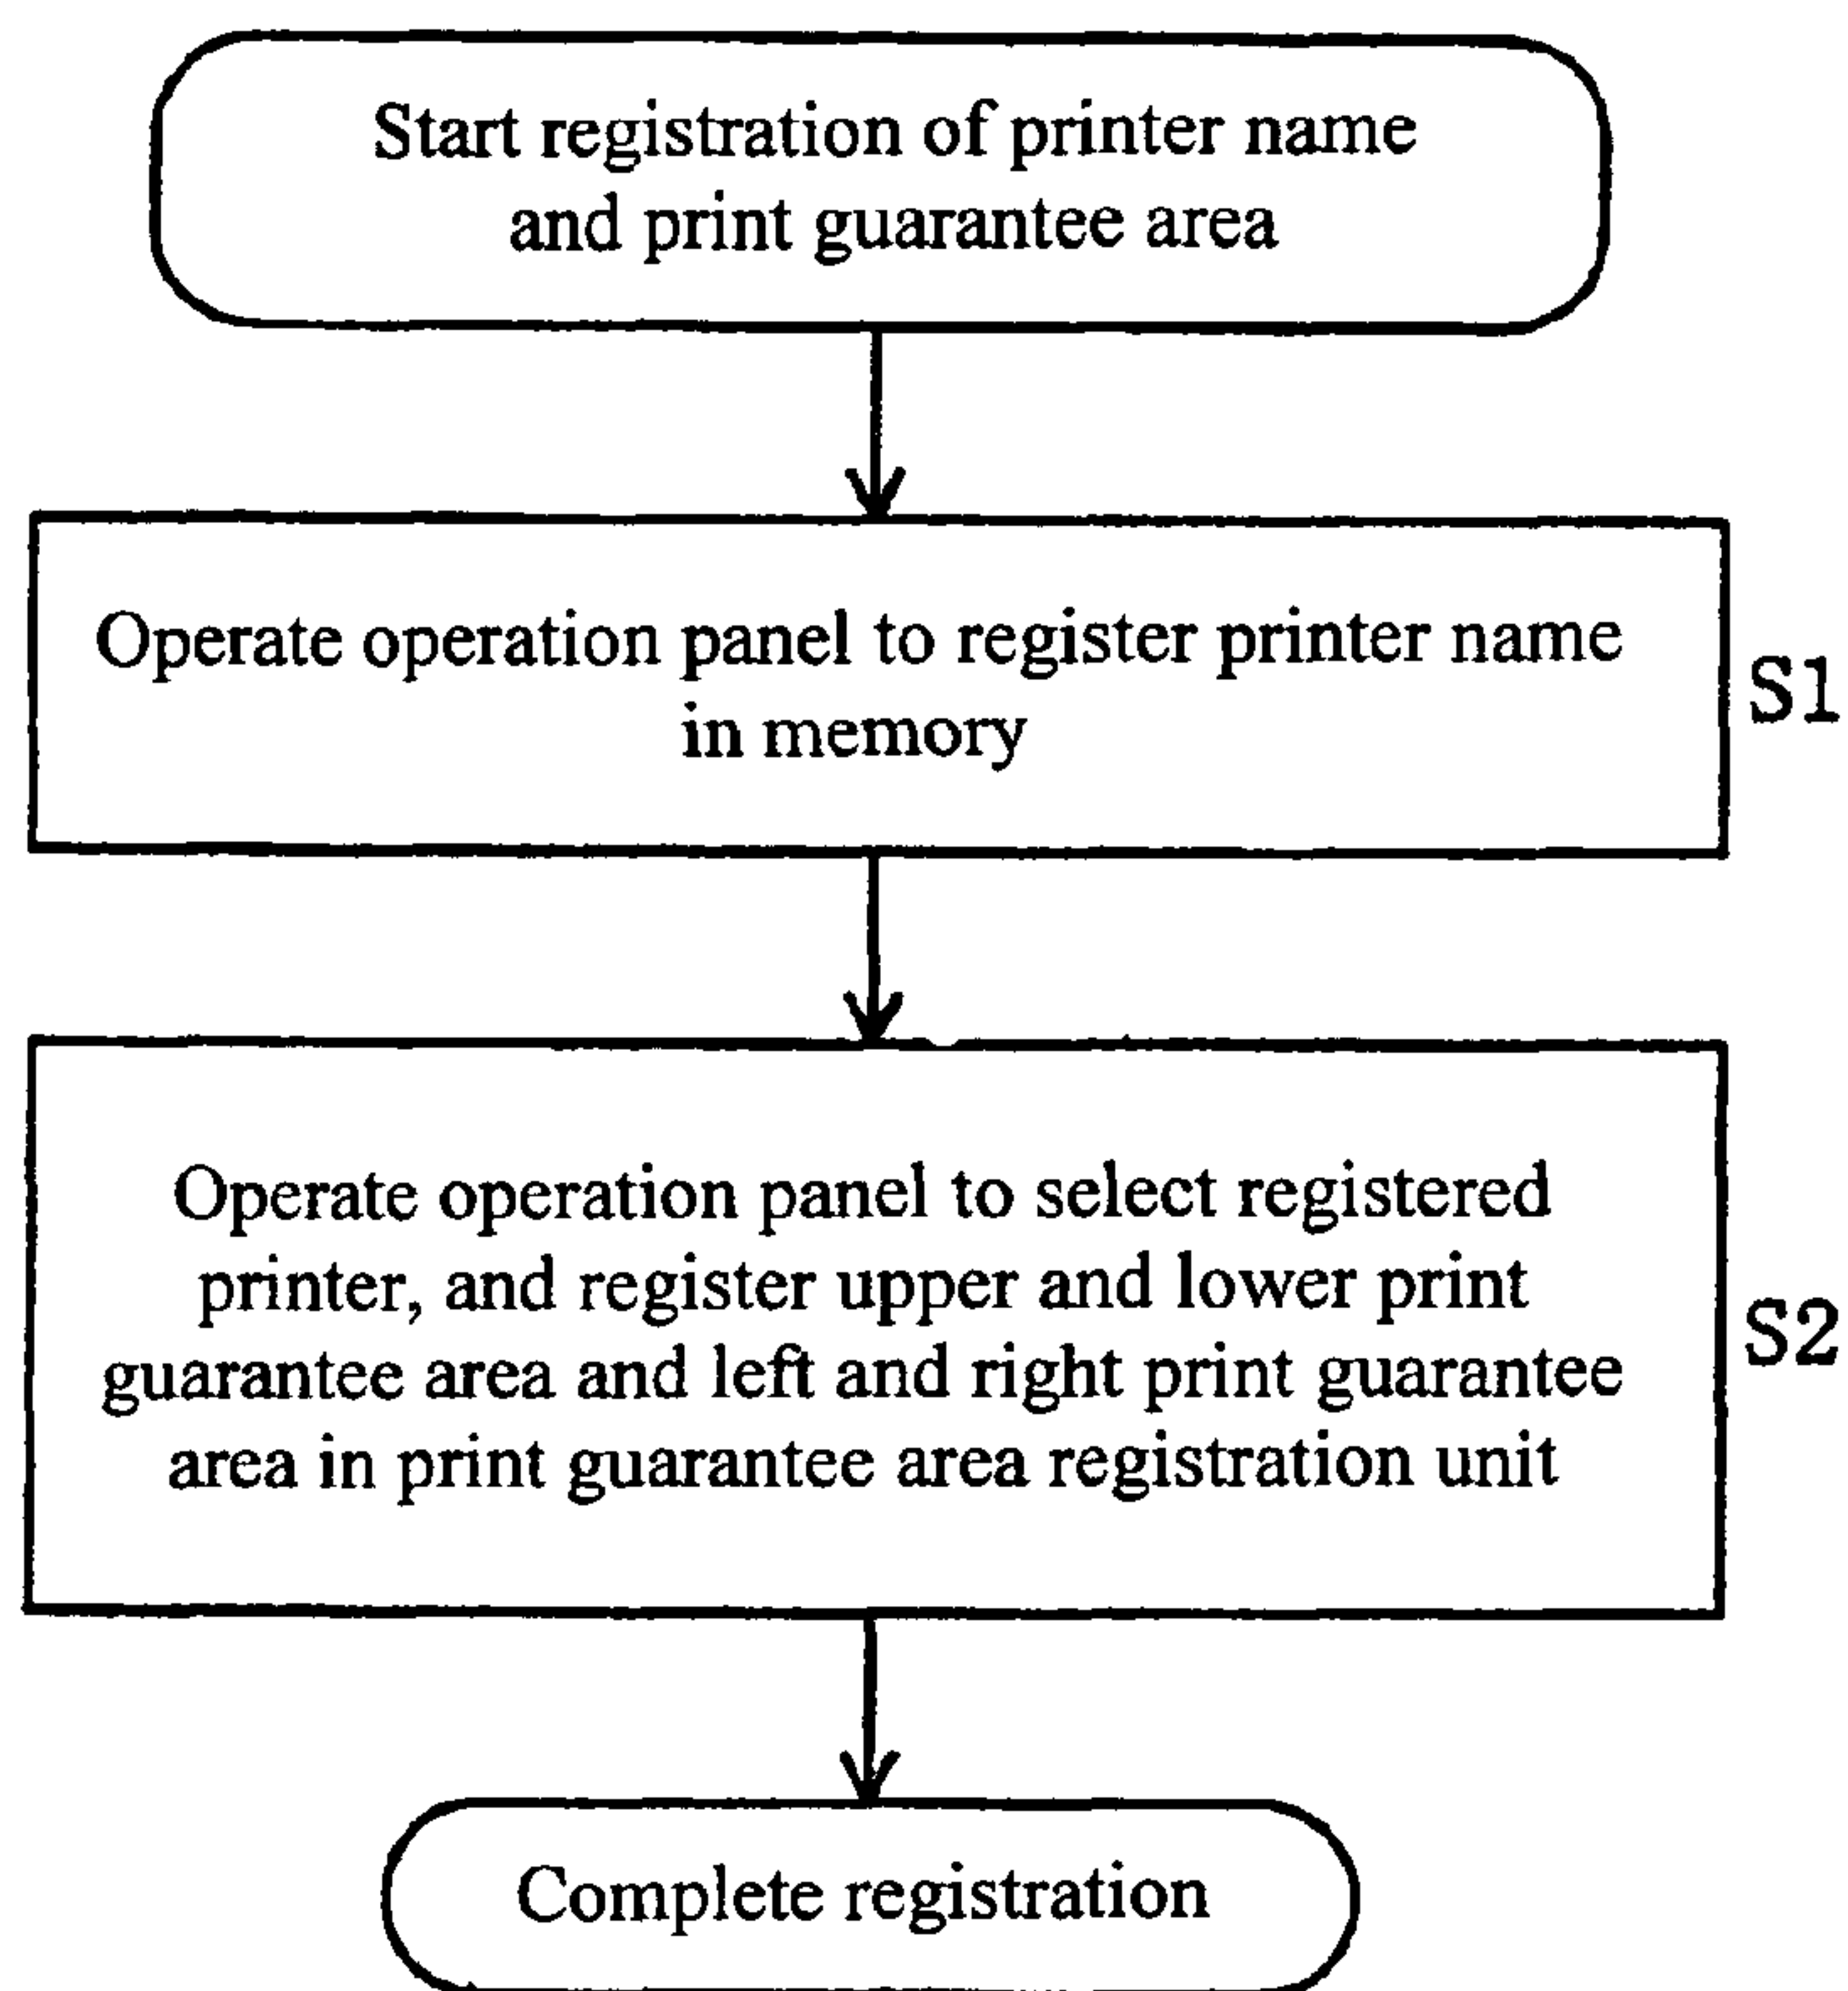 Start registration of printer name
and print guarantee area
Operate operation panel to register printer name
in memory
S1
Operate operation panel to select registered
printer, and register upper and lower print
guarantee area and left and right print guarantee
area in print guarantee area registration unit
S2
Complete registration